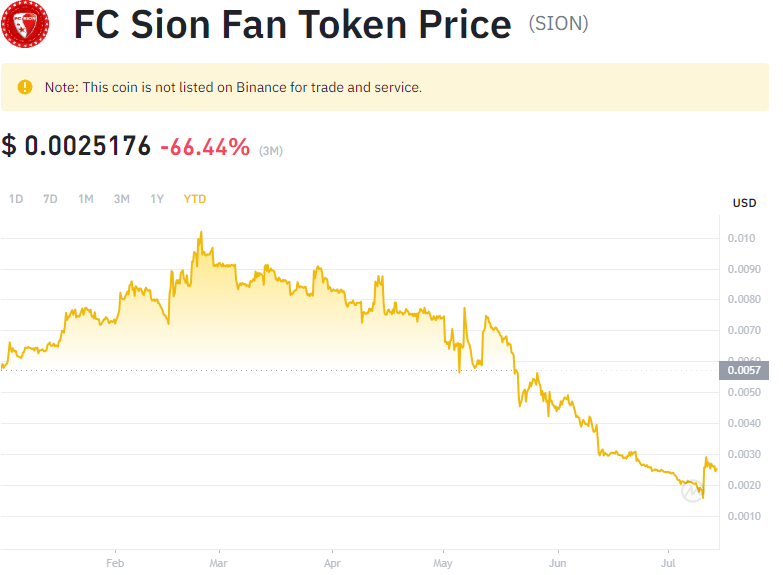 FC SION
FC Sion Fan Token Price (SION)
Note: This coin is not listed on Binance for trade and service.
$ 0.0025176 -66.44% (3M)
1D 7D 1M 3M 1Y YTD
USD
0.010
0.0090
0.0080
0.0070
0.0060
0.0057
0.0050
0.0040
0.0030
0.0020
0.0010
Feb Mar Apr May Jun Jul